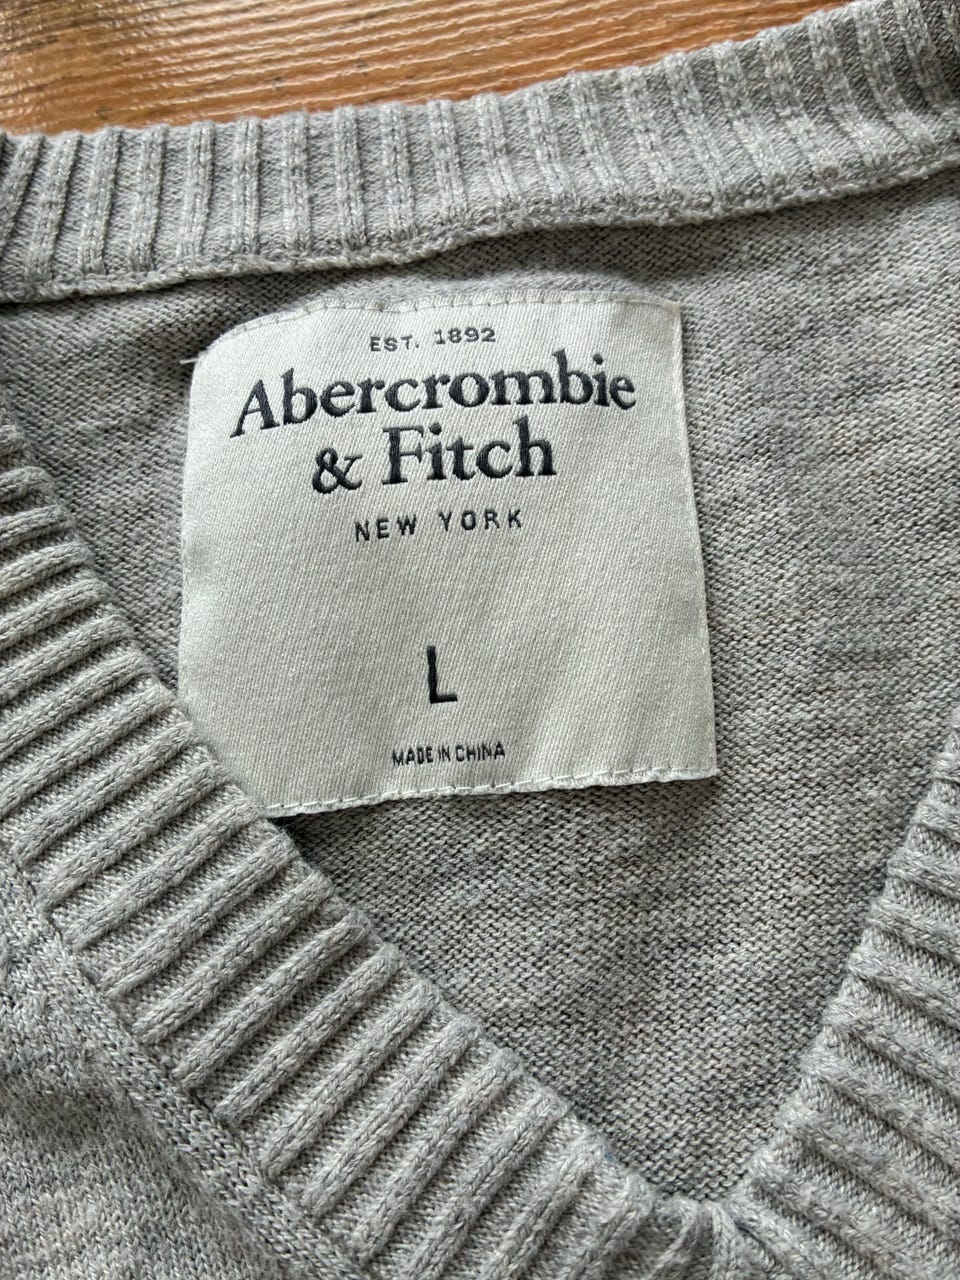 EST. 1892
Abercrombie
& Fitch
NEW YORK
L
MADE IN CHINA